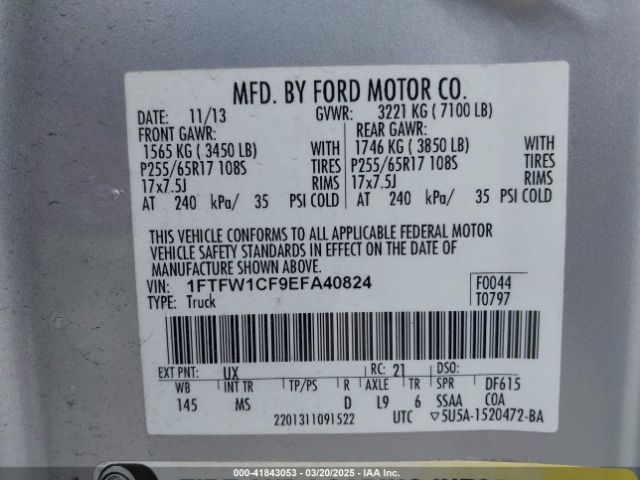 MFD. BY FORD MOTOR CO.
DATE: 11/13 GVWR: 3221 KG ( 7100 LB)
FRONT GAWR: REAR GAWR:
1565 KG ( 3450 LB) WITH 1746 KG ( 3850 LB) WITH
P255/65R17 108S TIRES P255/65R17 108S TIRES
17x7.5J RIMS 17x7.5J RIMS
AT 240 kPa/ 35 PSI COLD AT 240 kPa/ 35 PSI COLD
THIS VEHICLE CONFORMS TO ALL APPLICABLE FEDERAL MOTOR
VEHICLE SAFETY STANDARDS IN EFFECT ON THE DATE OF
MANUFACTURE SHOWN ABOVE.
VIN: 1FTFW1CF9EFA40824 F0044
TYPE: Truck T0797
EXT PNT: UX RC: 21 DSO:
WB INT TR TP/PS R AXLE TR SPR DF615
145 MS D L9 6 SSAA COA
2201311091522 UTC ▽5U5A-1520472-BA
000-41843053 — 03/20/2025 — IAA Inc.